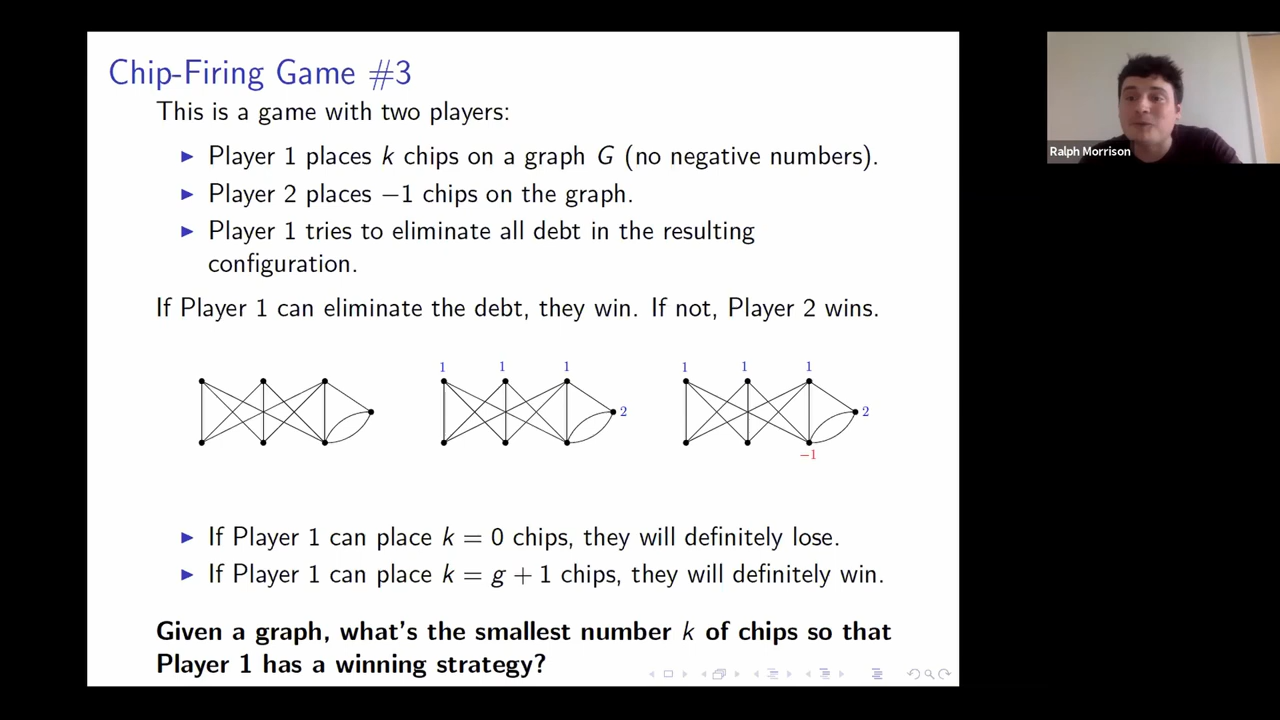 Chip-Firing Game #3
This is a game with two players:
▶ Player 1 places k chips on a graph G (no negative numbers).
▶ Player 2 places −1 chips on the graph.
▶ Player 1 tries to eliminate all debt in the resulting
configuration.
If Player 1 can eliminate the debt, they win. If not, Player 2 wins.
1 1 1 1 1 1
2 2
−1
▶ If Player 1 can place k = 0 chips, they will definitely lose.
▶ If Player 1 can place k = g + 1 chips, they will definitely win.
Given a graph, what's the smallest number k of chips so that
Player 1 has a winning strategy?
Ralph Morrison